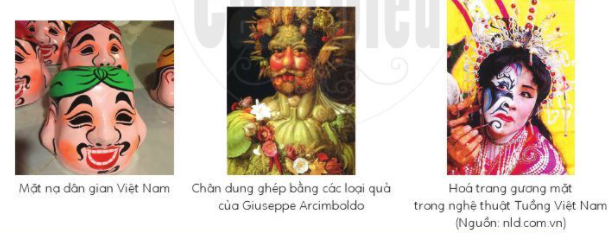 Mặt nạ dân gian Việt Nam
Chân dung ghép bằng các loại quả
của Giuseppe Arcimboldo
Hoá trang gương mặt
trong nghệ thuật Tuồng Việt Nam
(Nguồn: nld.com.vn)